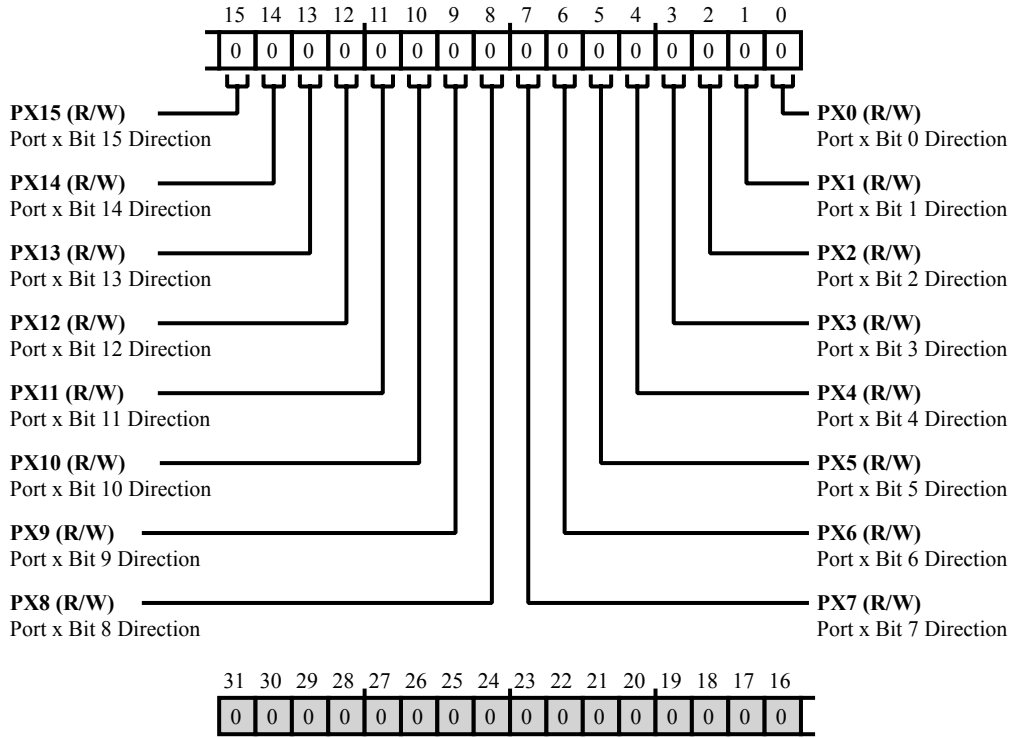 15 14 13 12 11 10 9 8 7 6 5 4 3 2 1 0
0 0 0 0 0 0 0 0 0 0 0 0 0 0 0 0
PX15 (R/W)
Port x Bit 15 Direction
PX14 (R/W)
Port x Bit 14 Direction
PX13 (R/W)
Port x Bit 13 Direction
PX12 (R/W)
Port x Bit 12 Direction
PX11 (R/W)
Port x Bit 11 Direction
PX10 (R/W)
Port x Bit 10 Direction
PX9 (R/W)
Port x Bit 9 Direction
PX8 (R/W)
Port x Bit 8 Direction
PX0 (R/W)
Port x Bit 0 Direction
PX1 (R/W)
Port x Bit 1 Direction
PX2 (R/W)
Port x Bit 2 Direction
PX3 (R/W)
Port x Bit 3 Direction
PX4 (R/W)
Port x Bit 4 Direction
PX5 (R/W)
Port x Bit 5 Direction
PX6 (R/W)
Port x Bit 6 Direction
PX7 (R/W)
Port x Bit 7 Direction
31 30 29 28 27 26 25 24 23 22 21 20 19 18 17 16
0 0 0 0 0 0 0 0 0 0 0 0 0 0 0 0